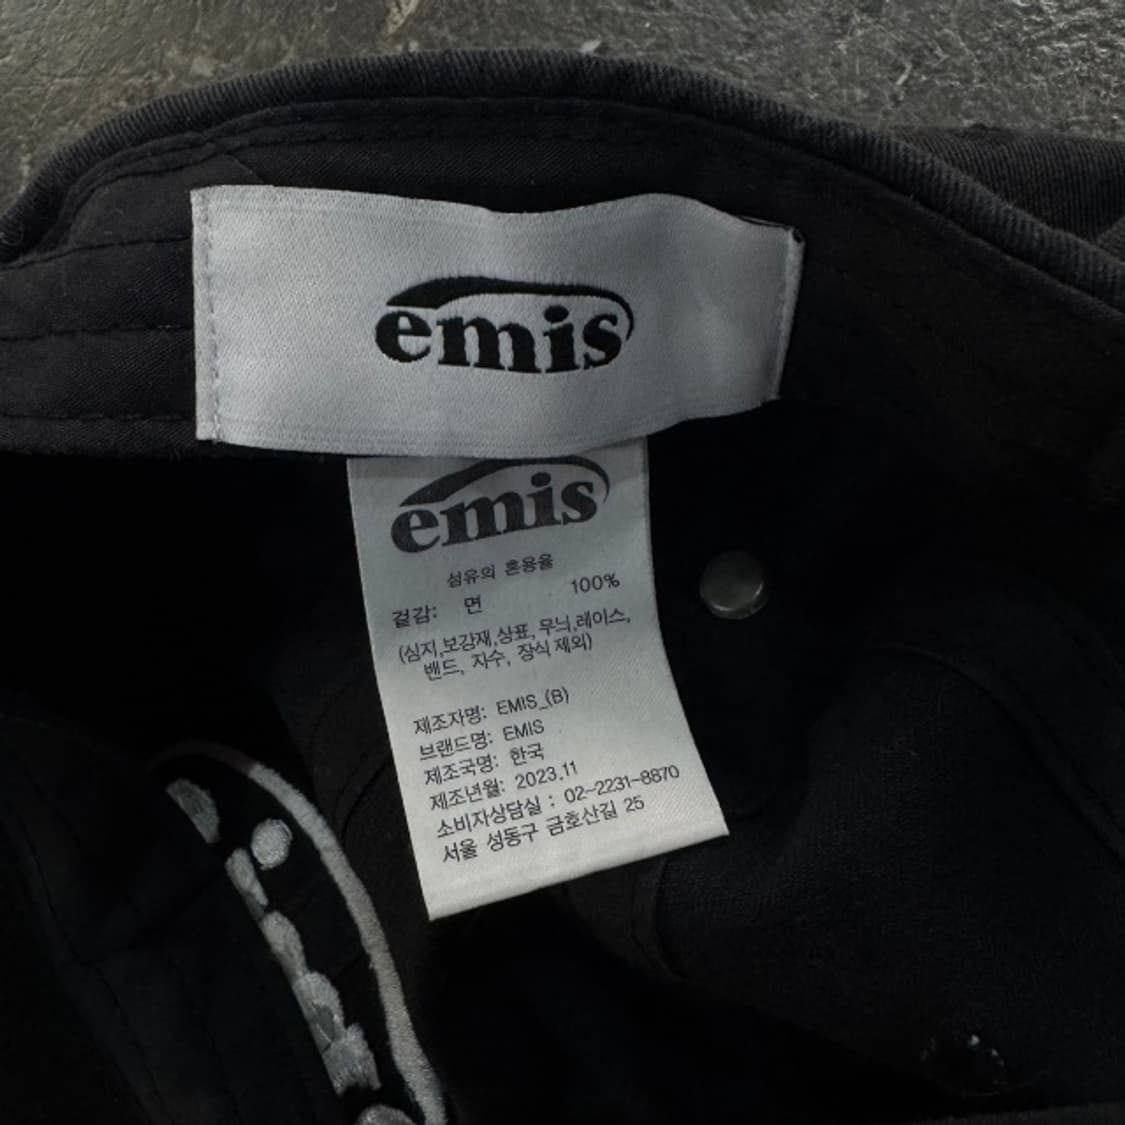 emis
emis
섬유의 혼용율
겉감: 면 100%
(심지,보강재,상표, 무늬,레이스,
밴드, 자수, 장식 제외)
제조자명: EMIS_(B)
브랜드명: EMIS
제조국명: 한국
제조년월: 2023.11
소비자상담실 : 02-2231-8870
서울 성동구 금호산길 25